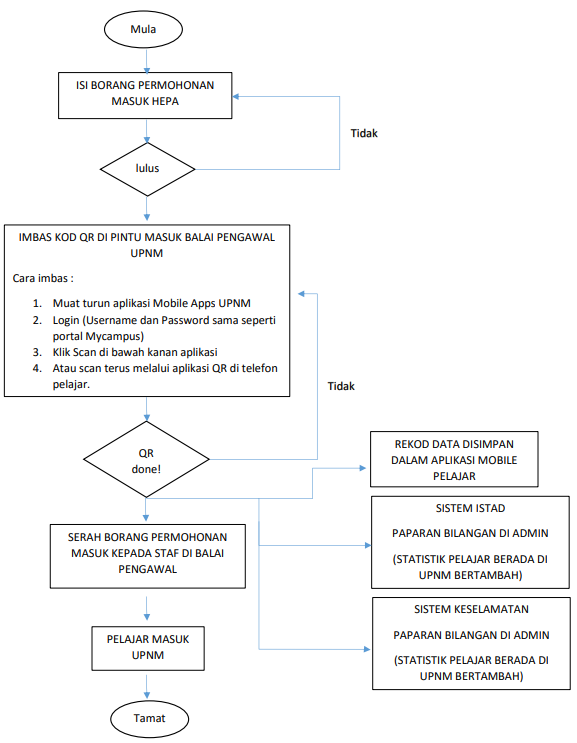 Mula
ISI BORANG PERMOHONAN
MASUK HEPA
Tidak
lulus
IMBAS KOD QR DI PINTU MASUK BALAI PENGAWAL
UPNM
Cara imbas :
1. Muat turun aplikasi Mobile Apps UPNM
2. Login (Username dan Password sama seperti
portal Mycampus)
3. Klik Scan di bawah kanan aplikasi
4. Atau scan terus melalui aplikasi QR di telefon
pelajar.
Tidak
QR
done!
REKOD DATA DISIMPAN
DALAM APLIKASI MOBILE
PELAJAR
SERAH BORANG PERMOHONAN
MASUK KEPADA STAF DI BALAI
PENGAWAL
SISTEM ISTAD
PAPARAN BILANGAN DI ADMIN
(STATISTIK PELAJAR BERADA DI
UPNM BERTAMBAH)
SISTEM KESELAMATAN
PAPARAN BILANGAN DI ADMIN
(STATISTIK PELAJAR BERADA DI
UPNM BERTAMBAH)
PELAJAR MASUK
UPNM
Tamat